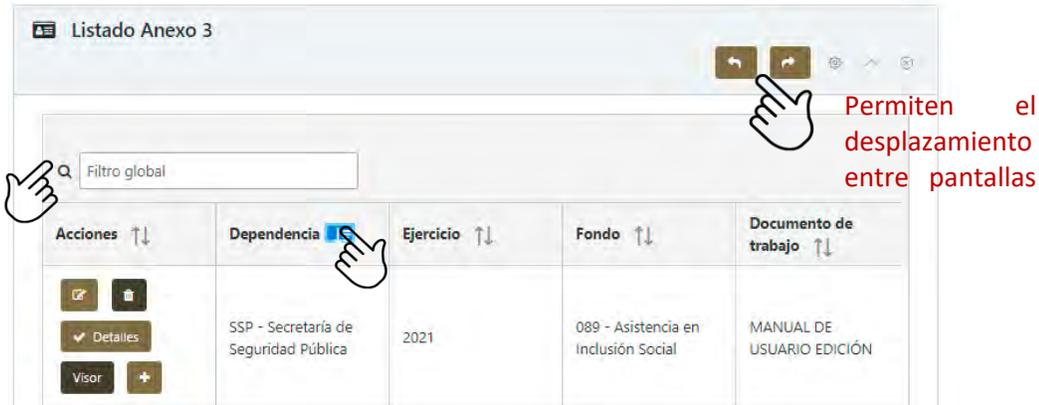 Listado Anexo 3
Permiten el
desplazamiento
entre pantallas
Filtro global
Acciones Dependencia Ejercicio Fondo Documento de
trabajo
SSP - Secretaría de
Seguridad Pública
2021
089 - Asistencia en
Inclusión Social
MANUAL DE
USUARIO EDICIÓN
Detalles
Visor